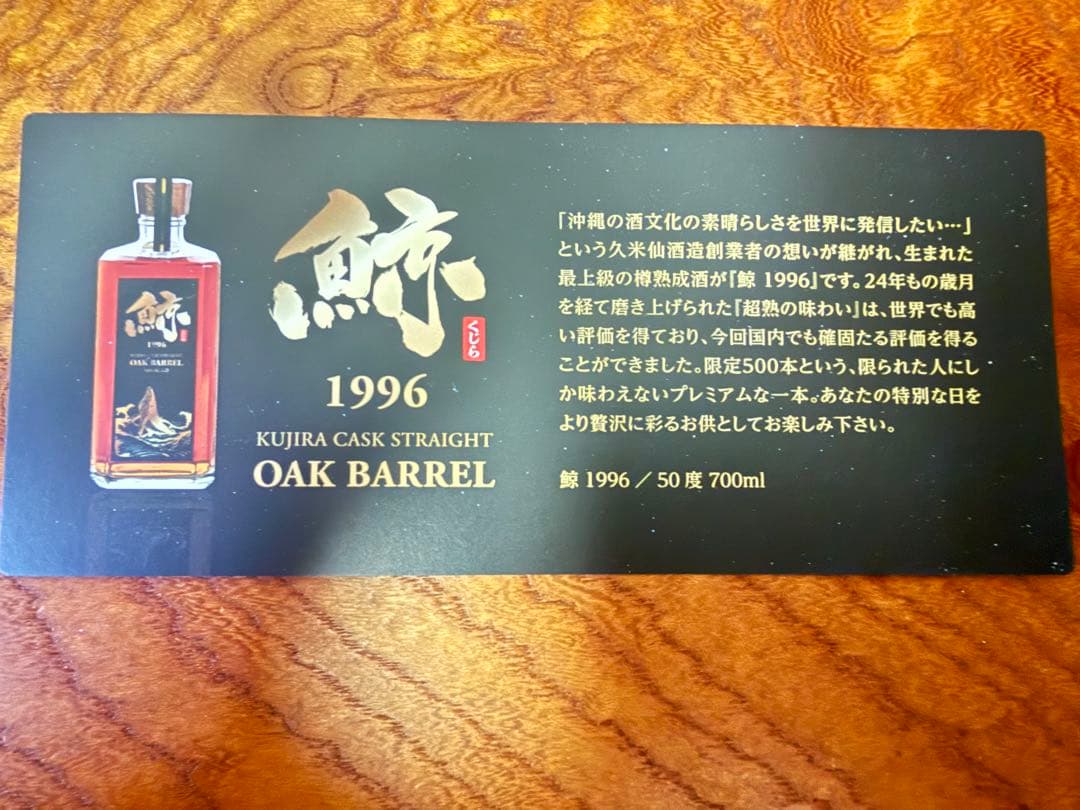 鯨
1996
OAK BARREL
鯨
くじら
1996
KUJIRA CASK STRAIGHT
OAK BARREL
「沖縄の酒文化の素晴らしさを世界に発信したい…」
という久米仙酒造創業者の想いが継がれ、生まれた
最上級の樽熟成酒が『鯨 1996』です。24年もの歳月
を経て磨き上げられた『超熟の味わい』は、世界でも高
い評価を得ており、今回国内でも確固たる評価を得る
ことができました。限定500本という、限られた人にし
か味わえないプレミアムな一本。あなたの特別な日を
より贅沢に彩るお供としてお楽しみ下さい。
鯨 1996 ／ 50度 700ml